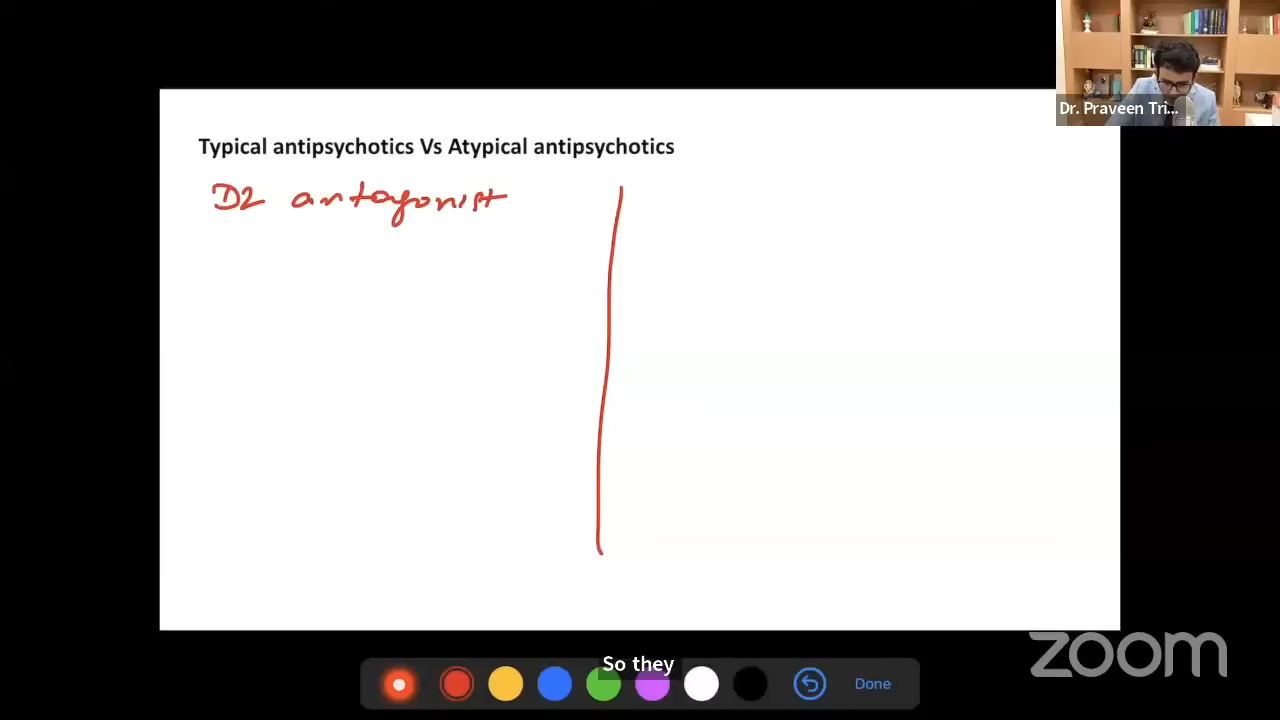 Dr. Praveen Tri...
Typical antipsychotics Vs Atypical antipsychotics
D2 antagonist
zoom
So they
Done